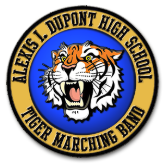 ALEXIS I. DUPONT HIGH SCHOOL
TIGER MARCHING BAND